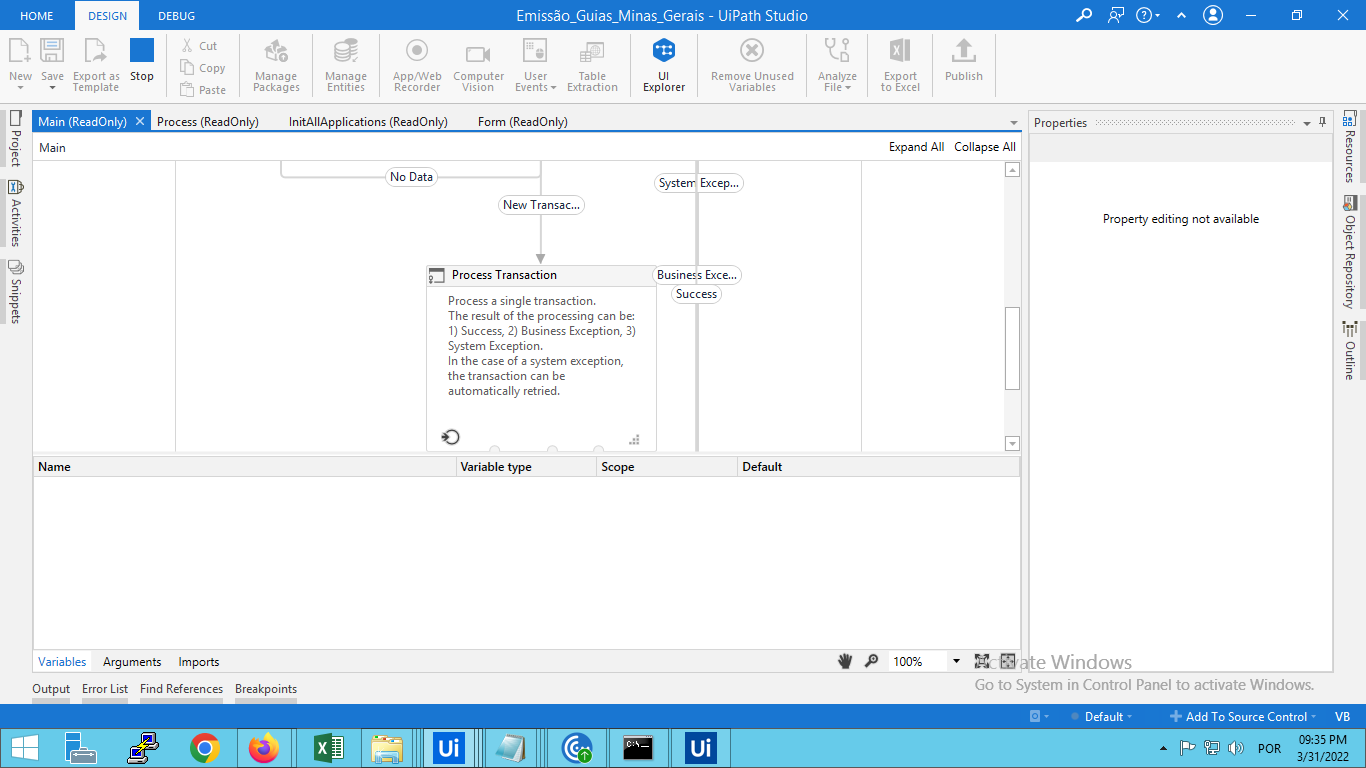 HOME DESIGN DEBUG Emissão_Guias_Minas_Gerais - UiPath Studio
New Save Export as Template Stop Cut Copy Paste Manage Packages Manage Entities App/Web Recorder Computer Vision User Events Table Extraction UI Explorer Remove Unused Variables Analyze File Export to Excel Publish
Main (ReadOnly) Process (ReadOnly) InitAllApplications (ReadOnly) Form (ReadOnly)
Main Expand All Collapse All
Project
Activities
Snippets
No Data
New Transac...
System Excep...
Process Transaction
Process a single transaction.
The result of the processing can be:
1) Success, 2) Business Exception, 3)
System Exception.
In the case of a system exception,
the transaction can be
automatically retried.
Business Exce...
Success
Properties
Property editing not available
Resources
Object Repository
Outline
Name Variable type Scope Default
Variables Arguments Imports 100%
Activate Windows
Go to System in Control Panel to activate Windows.
Output Error List Find References Breakpoints
Default Add To Source Control VB
Ui C:\ Ui POR 09:35 PM
3/31/2022